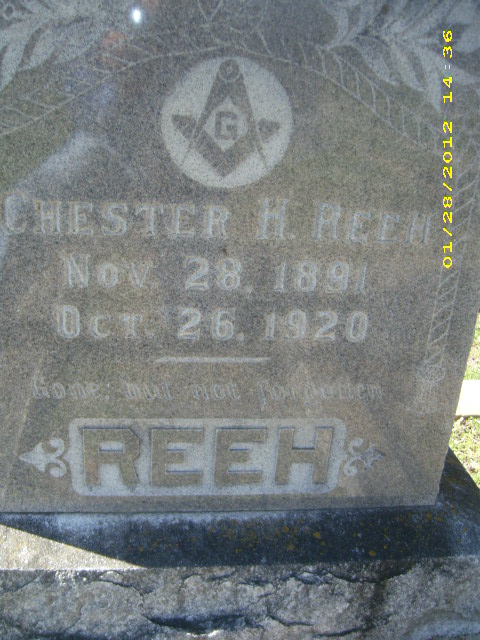 G
CHESTER H. REEH
NOV. 28, 1891
OCT. 26, 1920
Gone, but not forgotten
REEH
01/28/2012 14:36